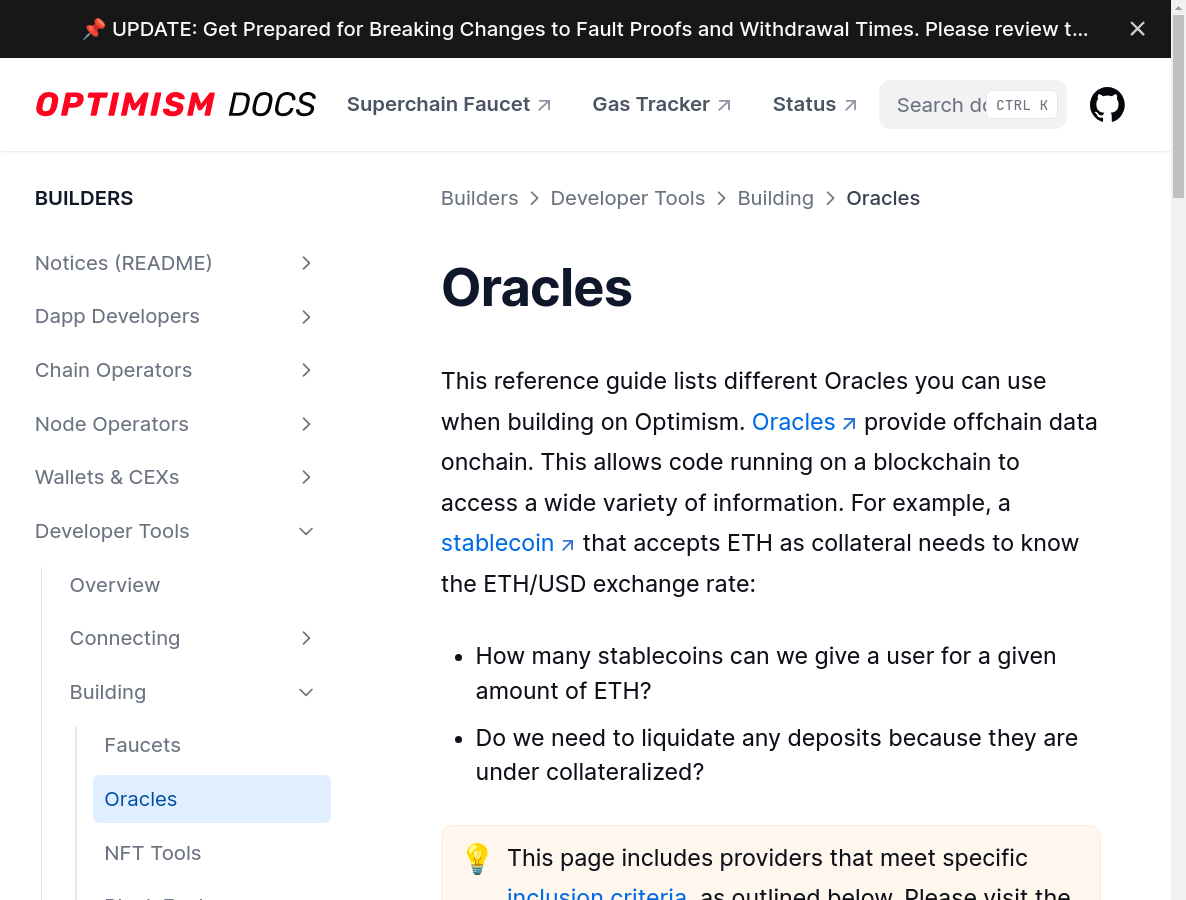 📌 UPDATE: Get Prepared for Breaking Changes to Fault Proofs and Withdrawal Times. Please review t...
OPTIMISM DOCS
Superchain Faucet
Gas Tracker
Status
Search do
CTRL K
BUILDERS
Notices (README)
Dapp Developers
Chain Operators
Node Operators
Wallets & CEXs
Developer Tools
Overview
Connecting
Building
Faucets
Oracles
NFT Tools
Builders > Developer Tools > Building > Oracles
Oracles
This reference guide lists different Oracles you can use
when building on Optimism. Oracles provide offchain data
onchain. This allows code running on a blockchain to
access a wide variety of information. For example, a
stablecoin that accepts ETH as collateral needs to know
the ETH/USD exchange rate:
• How many stablecoins can we give a user for a given
amount of ETH?
• Do we need to liquidate any deposits because they are
under collateralized?
💡 This page includes providers that meet specific
inclusion criteria, as outlined below. Please visit the